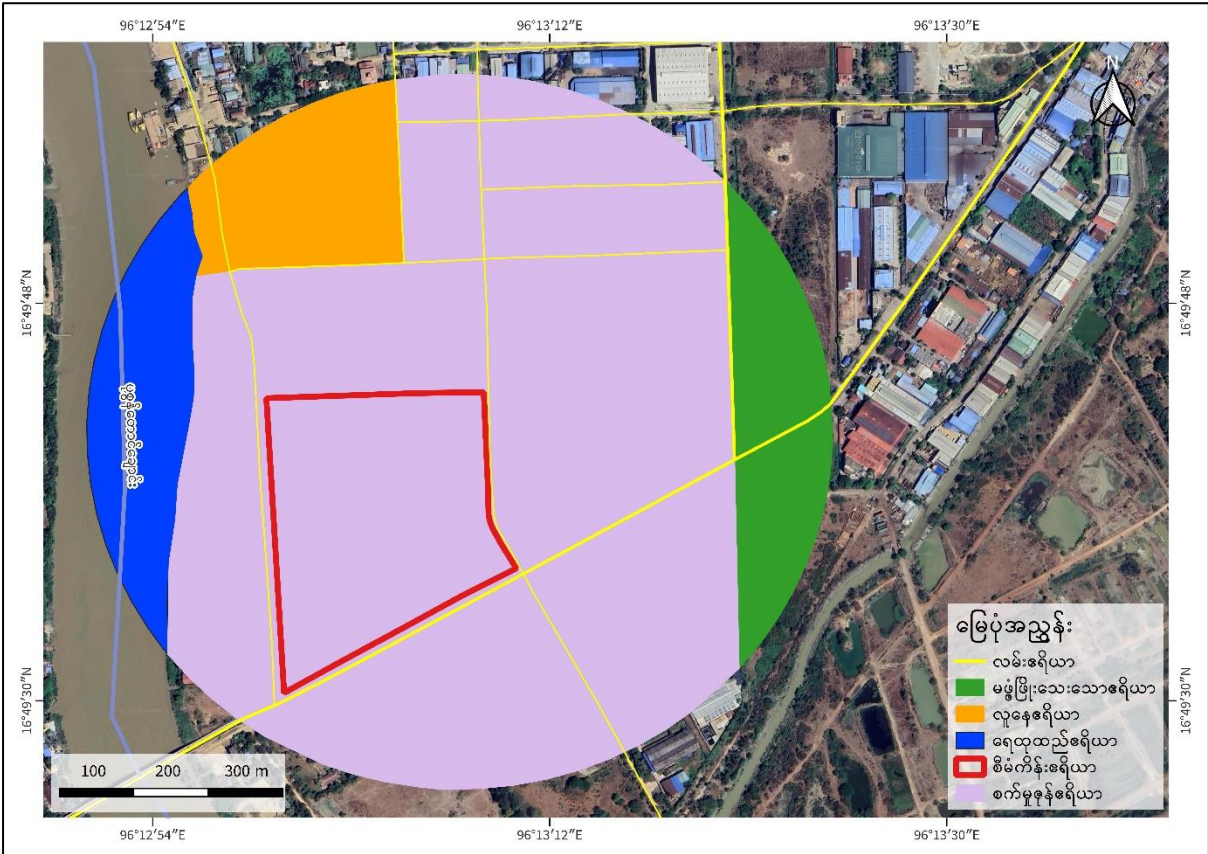 96°12′54″E 96°13′12″E 96°13′30″E
N
16°49′48″N 16°49′48″N
16°49′30″N 16°49′30″N
မြေပုံအညွှန်း
လမ်းဧရိယာ
မဖွံ့ဖြိုးသေးသောဧရိယာ
လူနေဧရိယာ
ရေထုထည်ဧရိယာ
စီမံကိန်းဧရိယာ
စက်မှုဇုန်ဧရိယာ
100 200 300 m
96°12′54″E 96°13′12″E 96°13′30″E